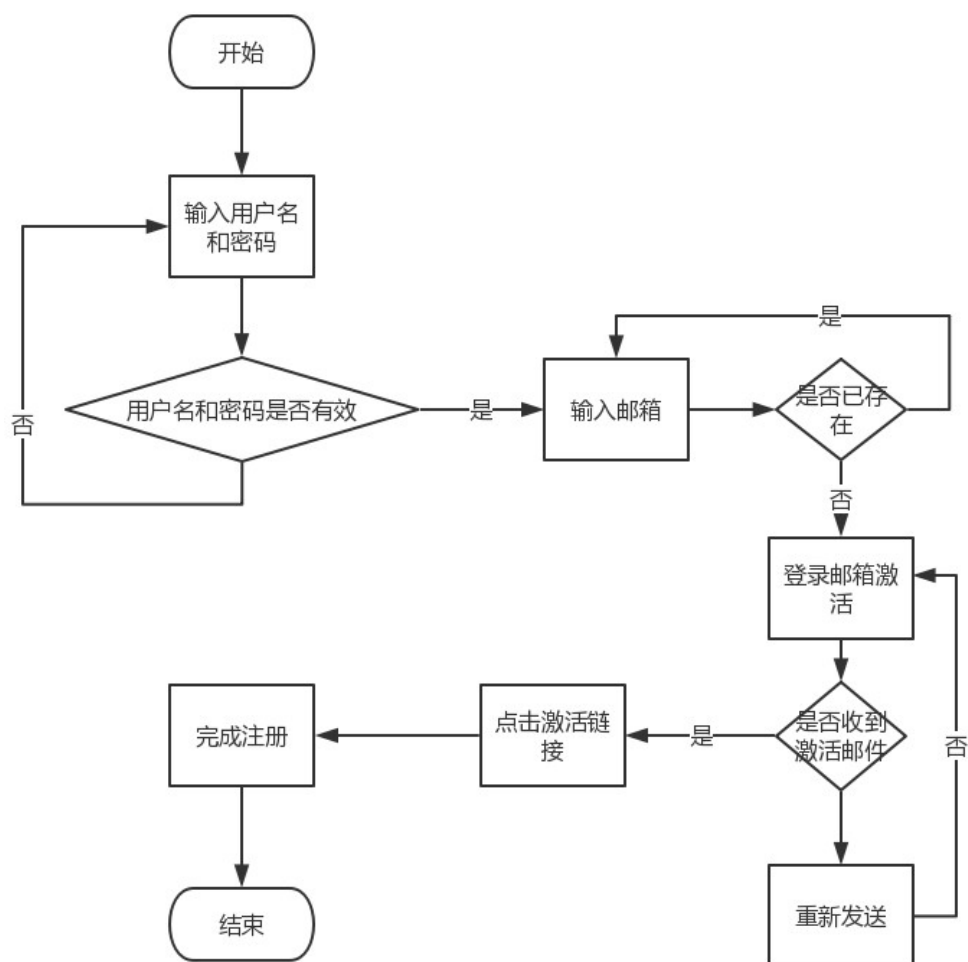 开始
输入用户名
和密码
用户名和密码是否有效
否
是
输入邮箱
是
是否已存
在
否
登录邮箱激
活
是否收到
激活邮件
否
是
点击激活链
接
完成注册
重新发送
结束